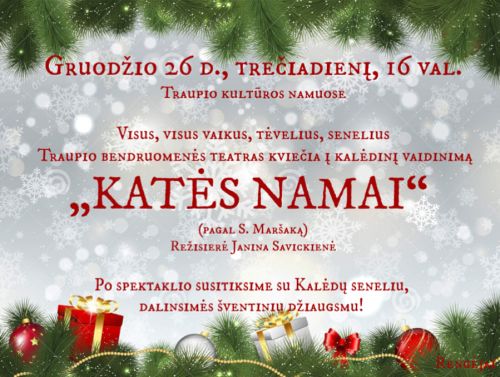 Gruodžio 26 d., trečiadienį, 16 val.
Traupio kultūros namuose
Visus, visus vaikus, tėvelius, senelius
Traupio bendruomenės teatras kviečia į kalėdinį vaidinimą
„KATĖS NAMAI“
(pagal S. Maršaką)
Režisierė Janina Savickienė
Po spektaklio susitiksime su Kalėdų seneliu,
dalinsimės šventiniu džiaugsmu!